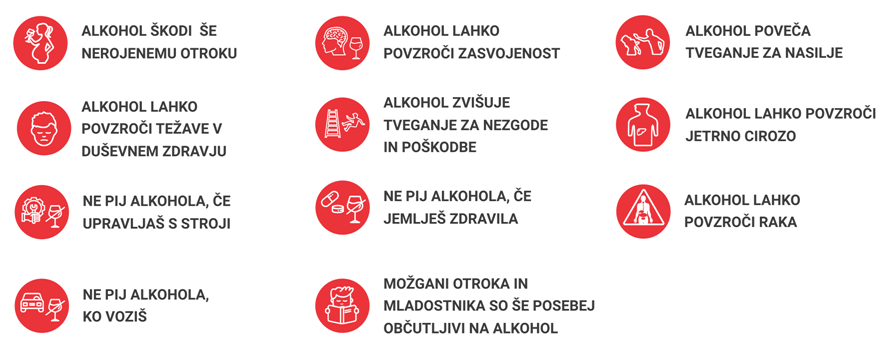 ALKOHOL ŠKODI ŠE
NEROJENEMU OTROKU
ALKOHOL LAHKO
POVZROČI ZASVOJENOST
ALKOHOL POVEČA
TVEGANJE ZA NASILJE
ALKOHOL LAHKO
POVZROČI TEŽAVE V
DUŠEVNEM ZDRAVJU
ALKOHOL ZVIŠUJE
TVEGANJE ZA NEZGODE
IN POŠKODBE
ALKOHOL LAHKO POVZROČI
JETRNO CIROZO
NE PIJ ALKOHOLA, ČE
UPRAVLJAŠ S STROJI
NE PIJ ALKOHOLA, ČE
JEMLJEŠ ZDRAVILA
ALKOHOL LAHKO
POVZROČI RAKA
NE PIJ ALKOHOLA,
KO VOZIŠ
MOŽGANI OTROKA IN
MLADOSTNIKA SO ŠE POSEBEJ
OBČUTLJIVI NA ALKOHOL